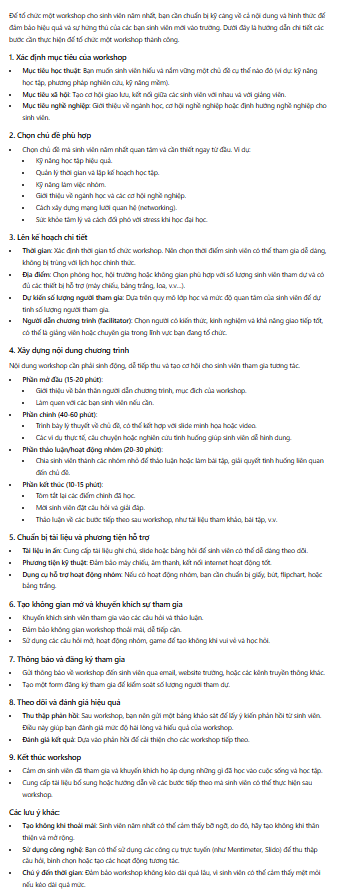 Để tổ chức một workshop cho sinh viên năm nhất, bạn cần chuẩn bị kỹ càng về cả nội dung và hình thức để
đảm bảo hiệu quả và sự hứng thú của các bạn sinh viên mới vào trường. Dưới đây là hướng dẫn chi tiết các
bước cần thực hiện để tổ chức một workshop thành công.
1. Xác định mục tiêu của workshop
• Mục tiêu học thuật: Bạn muốn sinh viên hiểu và nắm vững một chủ đề cụ thể nào đó (ví dụ: kỹ năng
học tập, phương pháp nghiên cứu, kỹ năng mềm).
• Mục tiêu xã hội: Tạo cơ hội giao lưu, kết nối giữa các sinh viên với nhau và với giảng viên.
• Mục tiêu nghề nghiệp: Giới thiệu về ngành học, cơ hội nghề nghiệp hoặc định hướng nghề nghiệp cho
sinh viên.
2. Chọn chủ đề phù hợp
• Chọn chủ đề mà sinh viên năm nhất quan tâm và cần thiết ngay từ đầu. Ví dụ:
• Kỹ năng học tập hiệu quả.
• Quản lý thời gian và lập kế hoạch học tập.
• Kỹ năng làm việc nhóm.
• Giới thiệu về ngành học và các cơ hội nghề nghiệp.
• Cách xây dựng mạng lưới quan hệ (networking).
• Sức khỏe tâm lý và cách đối phó với stress khi học đại học.
3. Lên kế hoạch chi tiết
• Thời gian: Xác định thời gian tổ chức workshop. Nên chọn thời điểm sinh viên có thể tham gia dễ dàng,
không bị trùng với lịch học chính thức.
• Địa điểm: Chọn phòng học, hội trường hoặc không gian phù hợp với số lượng sinh viên tham dự và có
đủ các thiết bị hỗ trợ (máy chiếu, bảng trắng, loa, v.v...).
• Dự kiến số lượng người tham gia: Dựa trên quy mô lớp học và mức độ quan tâm của sinh viên để dự
tính số lượng người tham gia.
• Người dẫn chương trình (facilitator): Chọn người có kiến thức, kinh nghiệm và khả năng giao tiếp tốt,
có thể là giảng viên hoặc chuyên gia trong lĩnh vực bạn đang tổ chức.
4. Xây dựng nội dung chương trình
Nội dung workshop cần phải sinh động, dễ tiếp thu và tạo cơ hội cho sinh viên tham gia tương tác.
• Phần mở đầu (15-20 phút):
• Giới thiệu về bản thân người dẫn chương trình, mục đích của workshop.
• Làm quen với các bạn sinh viên nếu cần.
• Phần chính (40-60 phút):
• Trình bày lý thuyết về chủ đề, có thể kết hợp với slide minh họa hoặc video.
• Các ví dụ thực tế, câu chuyện hoặc nghiên cứu tình huống giúp sinh viên dễ hình dung.
• Phần thảo luận/hoạt động nhóm (20-30 phút):
• Chia sinh viên thành các nhóm nhỏ để thảo luận hoặc làm bài tập, giải quyết tình huống liên quan
đến chủ đề.
• Phần kết thúc (10-15 phút):
• Tóm tắt lại các điểm chính đã học.
• Mời sinh viên đặt câu hỏi và giải đáp.
• Thảo luận về các bước tiếp theo sau workshop, như tài liệu tham khảo, bài tập, v.v.
5. Chuẩn bị tài liệu và phương tiện hỗ trợ
• Tài liệu in ấn: Cung cấp tài liệu ghi chú, slide hoặc bảng hỏi để sinh viên có thể dễ dàng theo dõi.
• Phương tiện kỹ thuật: Đảm bảo máy chiếu, âm thanh, kết nối internet hoạt động tốt.
• Dụng cụ hỗ trợ hoạt động nhóm: Nếu có hoạt động nhóm, bạn cần chuẩn bị giấy, bút, flipchart, hoặc
bảng trắng.
6. Tạo không gian mở và khuyến khích sự tham gia
• Khuyến khích sinh viên tham gia vào các câu hỏi và thảo luận.
• Đảm bảo không gian workshop thoải mái, dễ tiếp cận.
• Sử dụng các câu hỏi mở, hoạt động nhóm, game để tạo không khí vui vẻ và học hỏi.
7. Thông báo và đăng ký tham gia
• Gửi thông báo về workshop đến sinh viên qua email, website trường, hoặc các kênh truyền thông khác.
• Tạo một form đăng ký tham gia để kiểm soát số lượng người tham dự.
8. Theo dõi và đánh giá hiệu quả
• Thu thập phản hồi: Sau workshop, bạn nên gửi một bảng khảo sát để lấy ý kiến phản hồi từ sinh viên.
Điều này giúp bạn đánh giá mức độ hài lòng và hiệu quả của workshop.
• Đánh giá kết quả: Dựa vào phản hồi để cải thiện cho các workshop tiếp theo.
9. Kết thúc workshop
• Cảm ơn sinh viên đã tham gia và khuyến khích họ áp dụng những gì đã học vào cuộc sống và học tập.
• Cung cấp tài liệu bổ sung hoặc hướng dẫn về các bước tiếp theo mà sinh viên có thể thực hiện sau
workshop.
Các lưu ý khác:
• Tạo không khí thoải mái: Sinh viên năm nhất có thể cảm thấy bỡ ngỡ, do đó, hãy tạo không khí thân
thiện và mở rộng.
• Sử dụng công nghệ: Bạn có thể sử dụng các công cụ trực tuyến (như Mentimeter, Slido) để thu thập
câu hỏi, bình chọn hoặc tạo các hoạt động tương tác.
• Chú ý đến thời gian: Đảm bảo workshop không kéo dài quá lâu, vì sinh viên có thể cảm thấy mệt mỏi
nếu kéo dài quá mức.